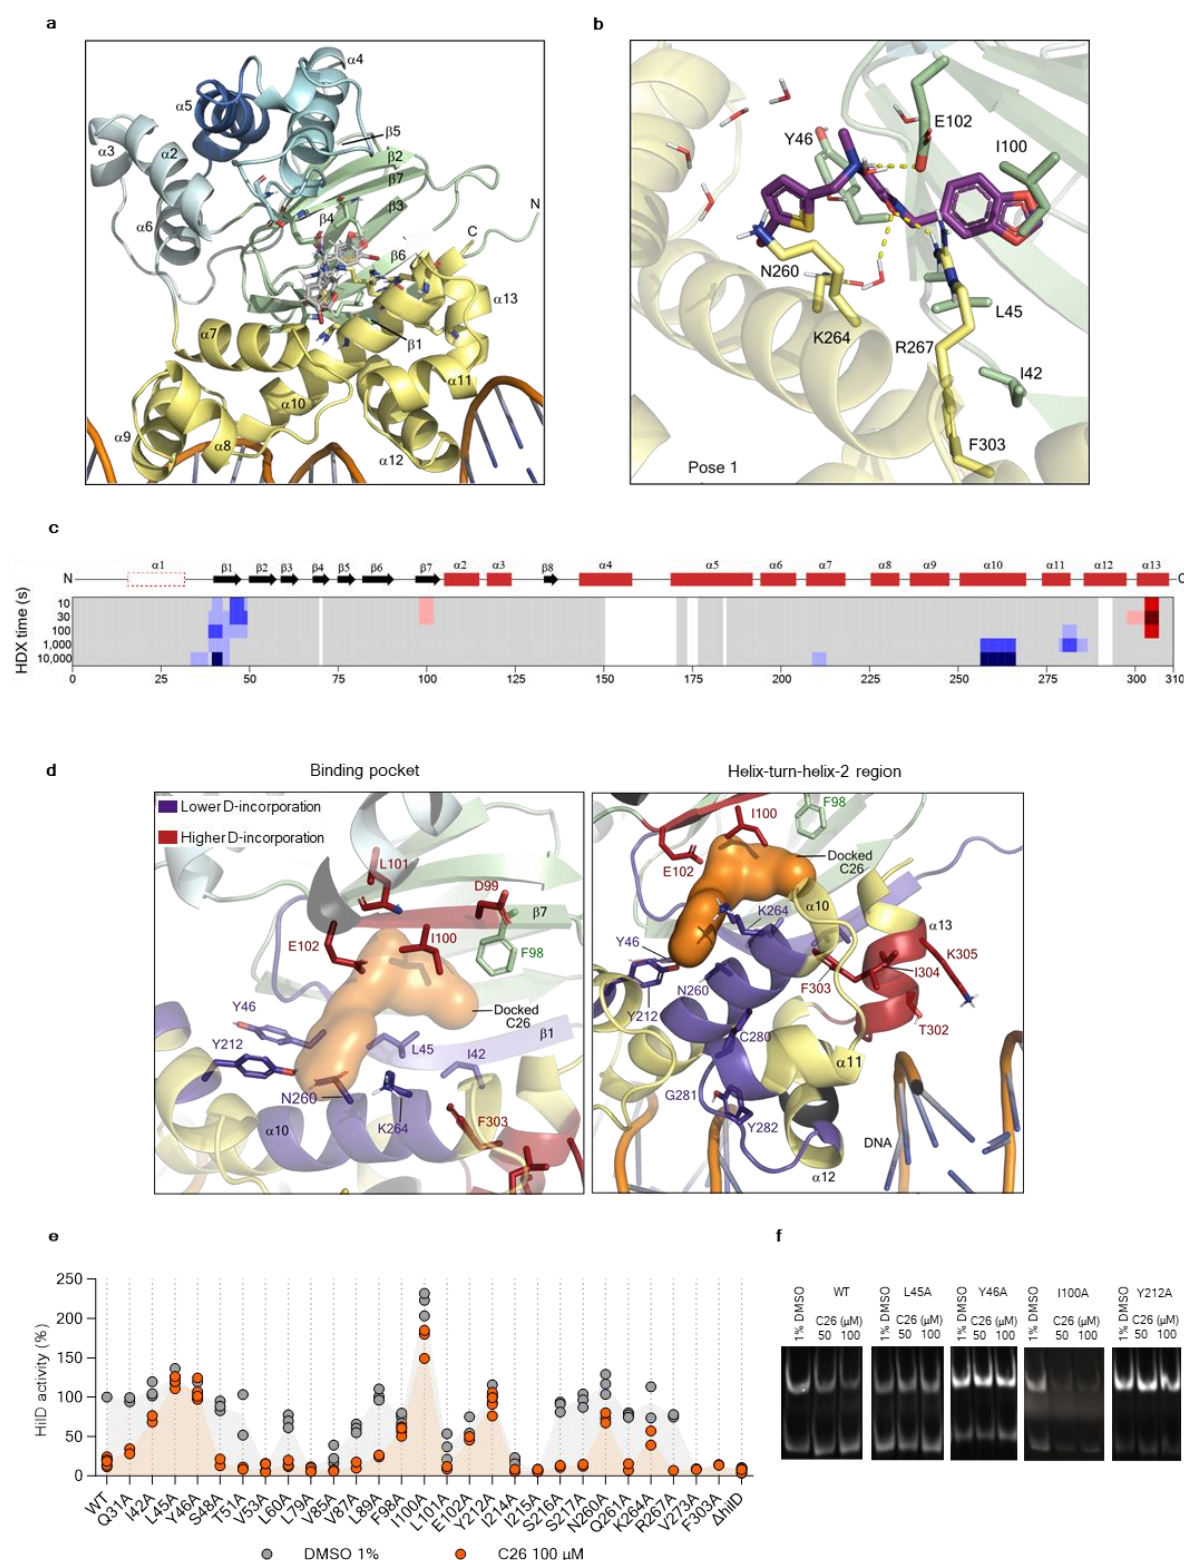 a
α4
α5
β5
α3
α2
β2
β7
β3
N
α6
β4
C
β6
α13
α7
β1
α11
α10
α9
α8
α12
b
Y46
E102
I100
N260
L45
K264
R267
I42
F303
Pose 1
c
α1 β1 β2 β3 β4 β5 β6 β7 α2 α3 β8 α4 α5 α6 α7 α8 α9 α10 α11 α12 α13
N C
HDX time (s)
10
30
100
1,000
10,000
0 25 50 75 100 125 150 175 200 225 250 275 300 310
d
Binding pocket
Lower D-incorporation
Higher D-incorporation
L101
D99
β7
E102
I100
F98
Docked
C26
Y46
β1
Y212
L45
I42
N260
α10
K264
F303
Helix-turn-helix-2 region
F98
I100
Docked
C26
E102
α10
K264
α13
Y46
K305
N260
I304
F303
Y212
T302
C280
α11
G281
Y282
DNA
α12
e
HilD activity (%)
250
200
150
100
50
0
WT Q31A I42A L45A Y46A S48A T51A V53A L60A L79A V85A V87A L89A F98A I100A L101A E102A Y212A I214A I215A S216A S217A N260A Q261A K264A R267A V273A F303A ΔhilD
DMSO 1% C26 100 µM
f
WT L45A Y46A I100A Y212A
1% DMSO 1% DMSO 1% DMSO 1% DMSO 1% DMSO
C26 (µM) C26 (µM) C26 (µM) C26 (µM) C26 (µM)
50 100 50 100 50 100 50 100 50 100